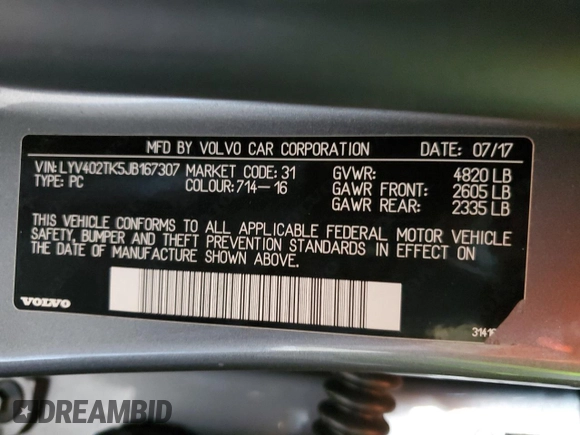 MFD BY VOLVO CAR CORPORATION DATE: 07/17
VIN: LYV402TK5JB167307 MARKET CODE: 31 GVWR: 4820 LB
TYPE: PC COLOUR: 714-16 GAWR FRONT: 2605 LB
GAWR REAR: 2335 LB
THIS VEHICLE CONFORMS TO ALL APPLICABLE FEDERAL MOTOR VEHICLE
SAFETY, BUMPER AND THEFT PREVENTION STANDARDS IN EFFECT ON
THE DATE OF MANUFACTURE SHOWN ABOVE.
VOLVO
DREAMBID